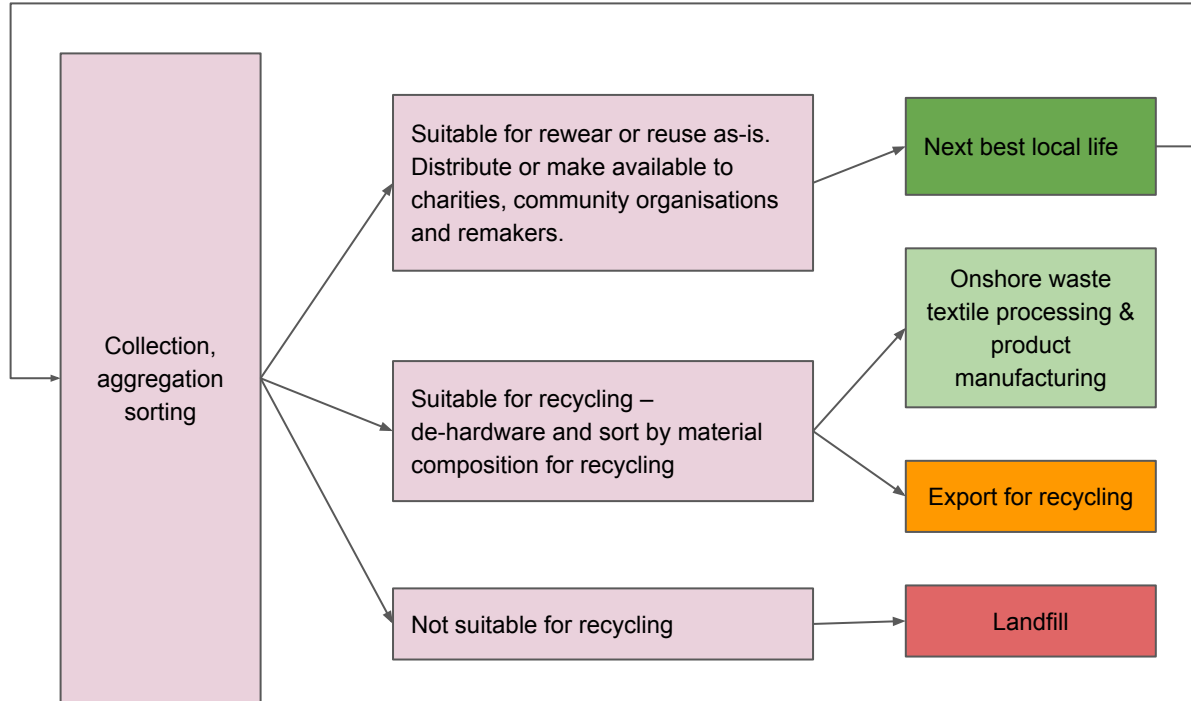 Collection,
aggregation
sorting
Suitable for rewear or reuse as-is.
Distribute or make available to
charities, community organisations
and remakers.
Next best local life
Suitable for recycling –
de-hardware and sort by material
composition for recycling
Onshore waste
textile processing &
product
manufacturing
Export for recycling
Not suitable for recycling
Landfill